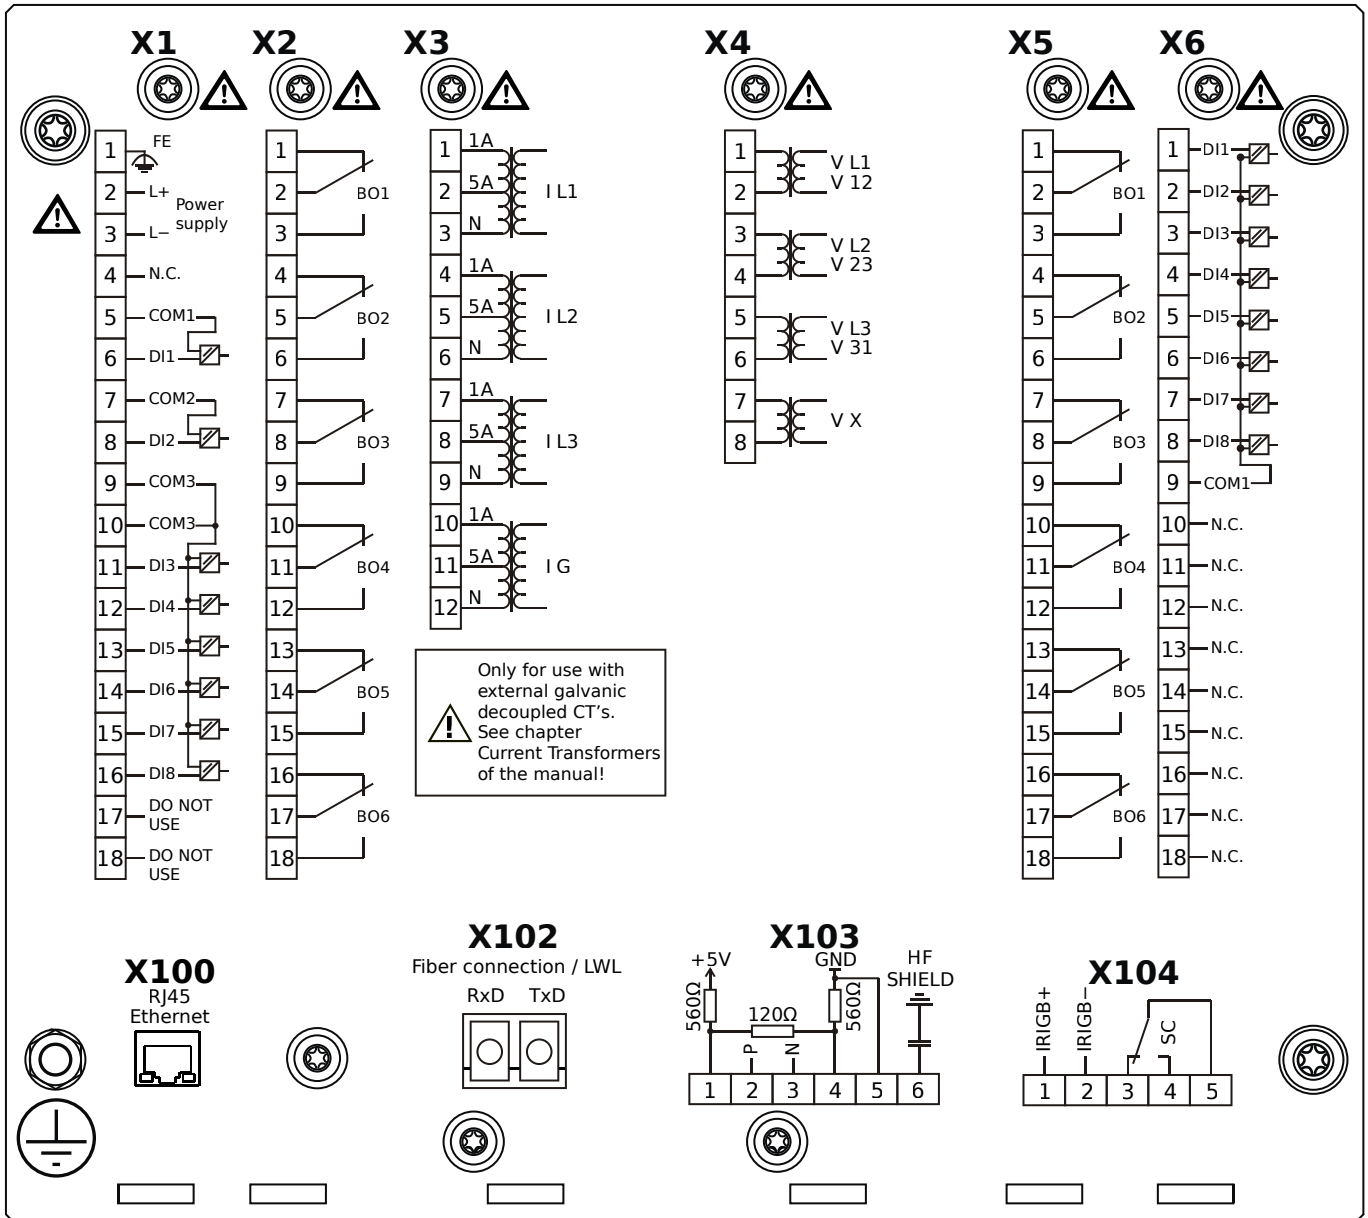 X1 X2 X3 X4 X5 X6
1 FE
2 L+
Power
supply
3 L−
4 N.C.
5 COM1
6 DI1
7 COM2
8 DI2
9 COM3
10 COM3
11 DI3
12 DI4
13 DI5
14 DI6
15 DI7
16 DI8
17 DO NOT
USE
18 DO NOT
USE
1
2 BO1
3
4
5 BO2
6
7
8 BO3
9
10
11 BO4
12
13
14 BO5
15
16
17 BO6
18
1 1A
2 5A I L1
3 N
4 1A
5 5A I L2
6 N
7 1A
8 5A I L3
9 N
10 1A
11 5A I G
12 N
Only for use with
external galvanic
decoupled CT's.
See chapter
Current Transformers
of the manual!
1 V L1
2 V 12
3 V L2
4 V 23
5 V L3
6 V 31
7 V X
8
1
2 BO1
3
4
5 BO2
6
7
8 BO3
9
10
11 BO4
12
13
14 BO5
15
16
17 BO6
18
1 DI1
2 DI2
3 DI3
4 DI4
5 DI5
6 DI6
7 DI7
8 DI8
9 COM1
10 N.C.
11 N.C.
12 N.C.
13 N.C.
14 N.C.
15 N.C.
16 N.C.
17 N.C.
18 N.C.
X100
RJ45
Ethernet
X102
Fiber connection / LWL
RxD TxD
X103
+5V GND HF
SHIELD
560Ω 120Ω 560Ω
P N
1 2 3 4 5 6
X104
IRIGB+ IRIGB− SC
1 2 3 4 5